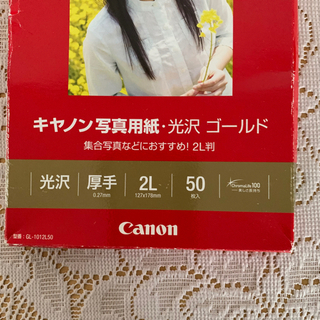 キヤノン写真用紙・光沢 ゴールド
集合写真などにおすすめ! 2L判
光沢
厚手
0.27mm
2L
127x178mm
50
枚入
ChromaLife100
Canon
型番:GL-1012L50